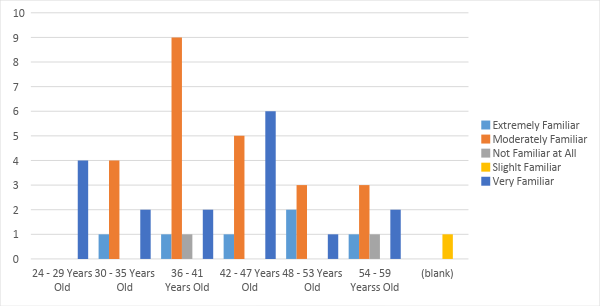 10
9
8
7
6
5
4
3
2
1
0
24 - 29 Years Old
30 - 35 Years Old
36 - 41 Years Old
42 - 47 Years Old
48 - 53 Years Old
54 - 59 Yearss Old
(blank)
Extremely Familiar
Moderately Familiar
Not Familiar at All
Slighlt Familiar
Very Familiar